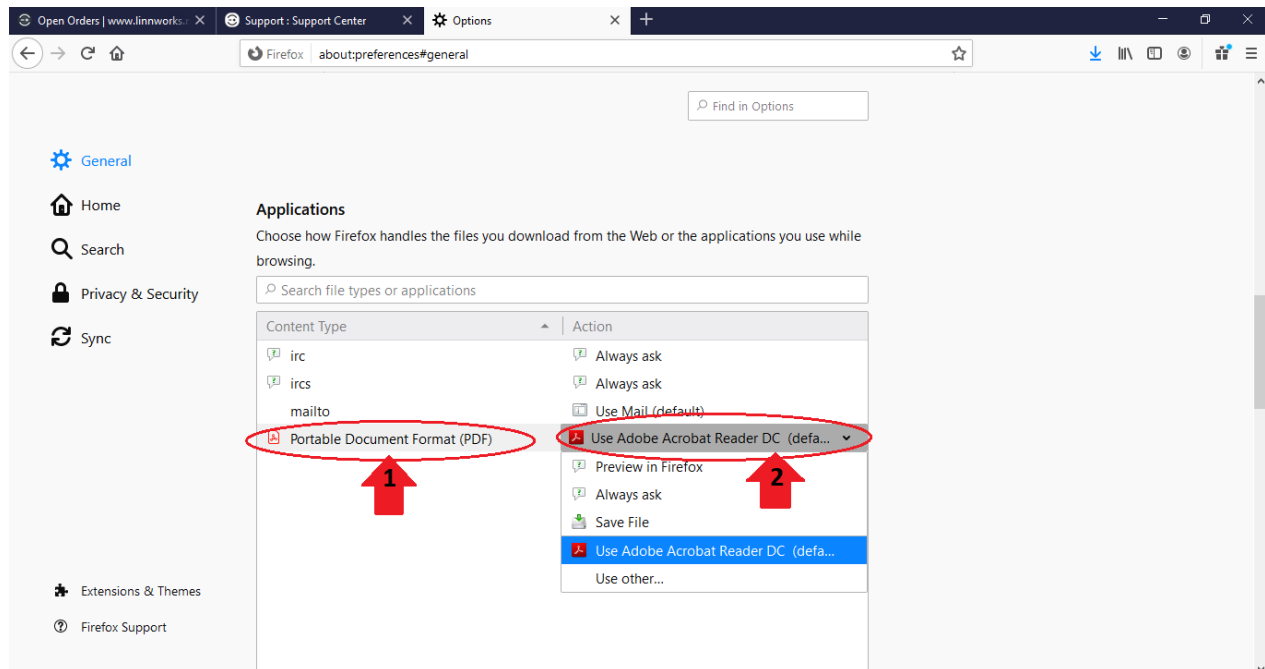 Open Orders | www.linnworks.r
Support : Support Center
Options
Firefox about:preferences#general
Find in Options
General
Home
Search
Privacy & Security
Sync
Extensions & Themes
Firefox Support
Applications
Choose how Firefox handles the files you download from the Web or the applications you use while
browsing.
Search file types or applications
Content Type Action
irc Always ask
ircs Always ask
mailto Use Mail (default)
Portable Document Format (PDF) Use Adobe Acrobat Reader DC (defa...
1
2
Preview in Firefox
Always ask
Save File
Use Adobe Acrobat Reader DC (defa...
Use other...